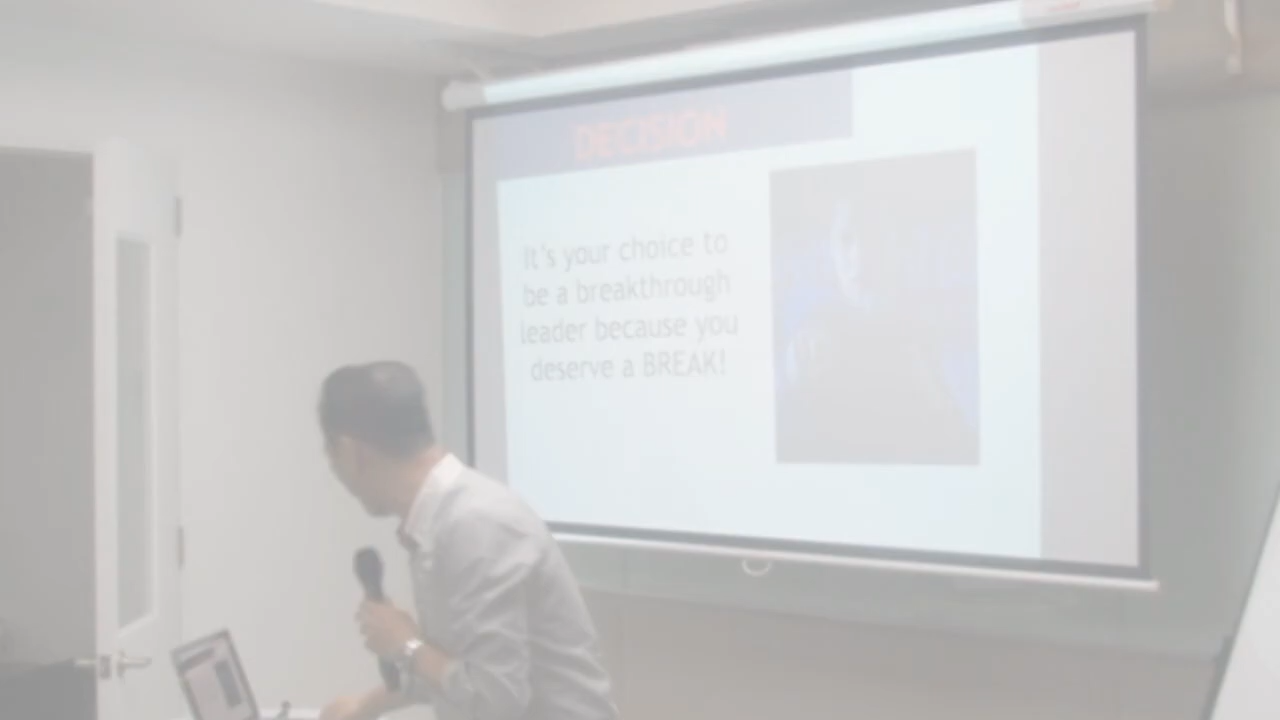 DECISION
It's your choice to
be a breakthrough
leader because you
deserve a BREAK!